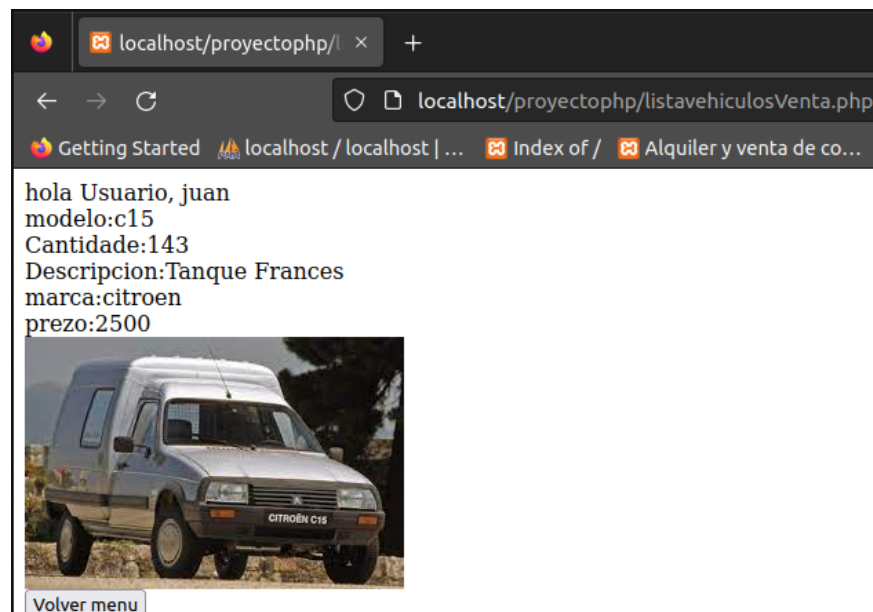 localhost/proyectophp/l
localhost/proyectophp/listavehiculosVenta.php
Getting Started localhost / localhost | ... Index of / Alquiler y venta de co...
hola Usuario, juan
modelo:c15
Cantidade:143
Descripcion:Tanque Frances
marca:citroen
prezo:2500
CITROËN C15
Volver menu